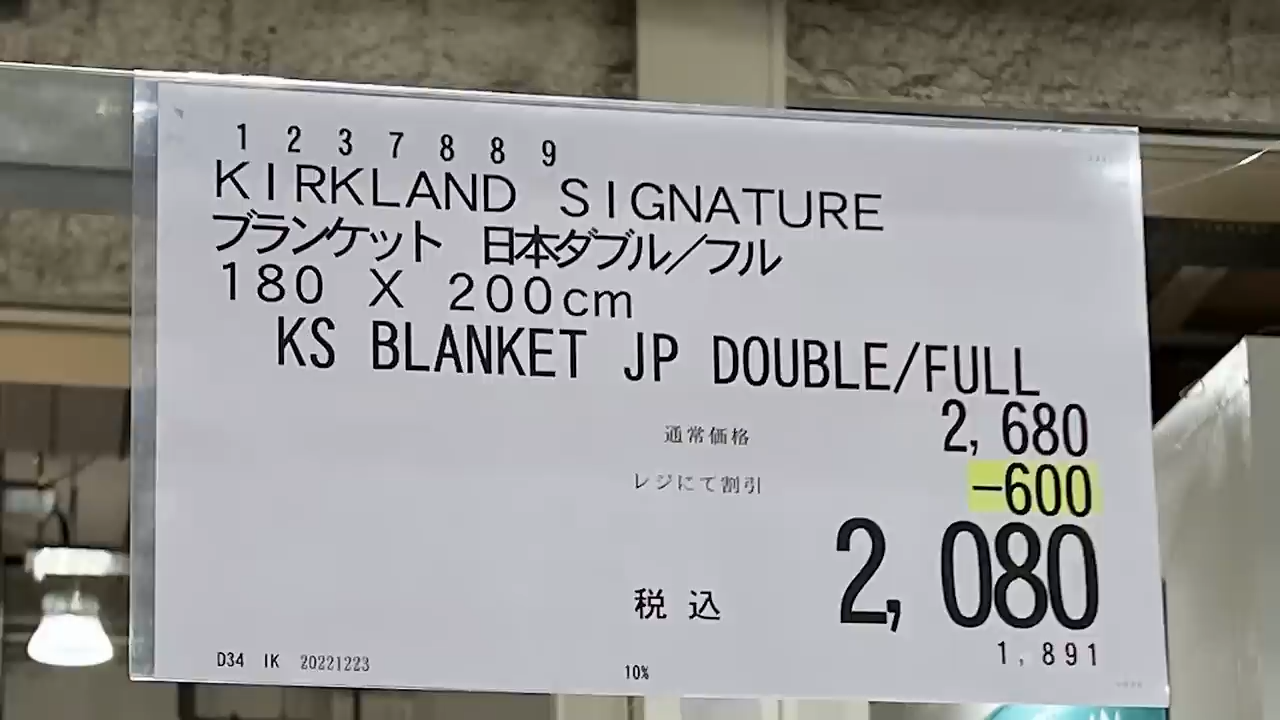 1237889
KIRKLAND SIGNATURE
ブランケット 日本ダブル/フル
180 X 200cm
KS BLANKET JP DOUBLE/FULL
通常価格 2,680
レジにて割引 -600
税込 2,080
1,891
D34 IK 20221223 10%